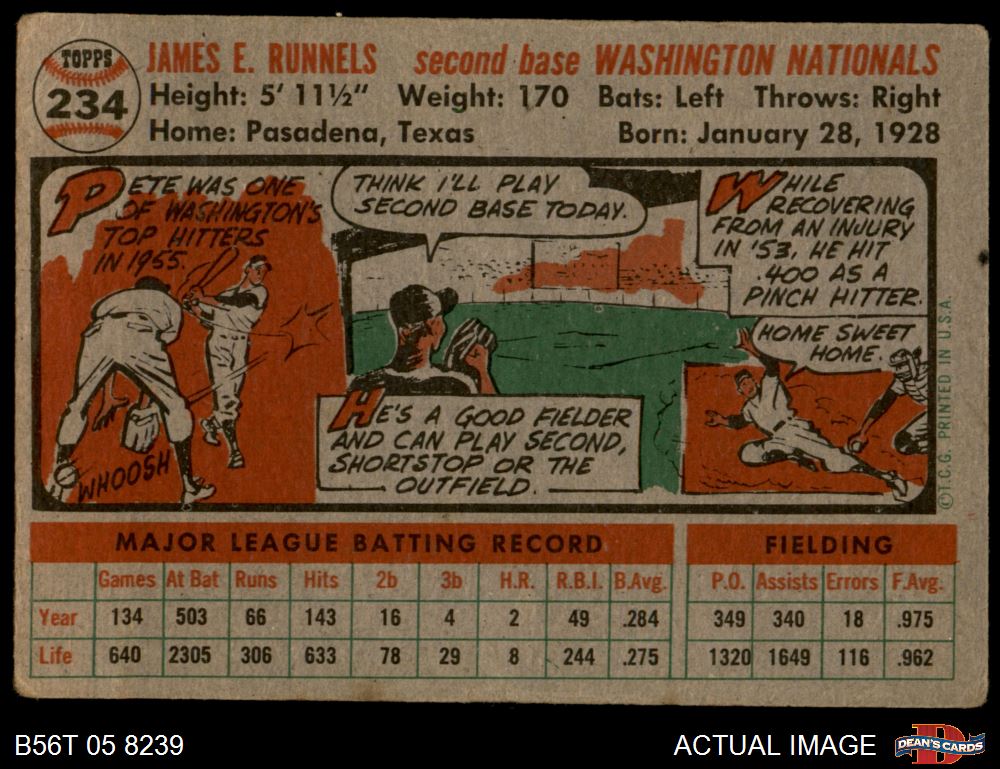 TOPPS
234
JAMES E. RUNNELS second base WASHINGTON NATIONALS
Height: 5' 11½" Weight: 170 Bats: Left Throws: Right
Home: Pasadena, Texas Born: January 28, 1928
PETE WAS ONE
OF WASHINGTON'S
TOP HITTERS
IN 1955.
WHOOSH
THINK I'LL PLAY
SECOND BASE TODAY.
HE'S A GOOD FIELDER
AND CAN PLAY SECOND,
SHORTSTOP OR THE
OUTFIELD.
WHILE
RECOVERING
FROM AN INJURY
IN '53, HE HIT
.400 AS A
PINCH HITTER.
HOME SWEET
HOME.
©T.C.G. PRINTED IN U.S.A.
MAJOR LEAGUE BATTING RECORD FIELDING
Games At Bat Runs Hits 2b 3b H.R. R.B.I. B.Avg. P.O. Assists Errors F.Avg.
Year 134 503 66 143 16 4 2 49 .284 349 340 18 .975
Life 640 2305 306 633 78 29 8 244 .275 1320 1649 116 .962
B56T 05 8239 ACTUAL IMAGE
D
DEAN'S CARDS